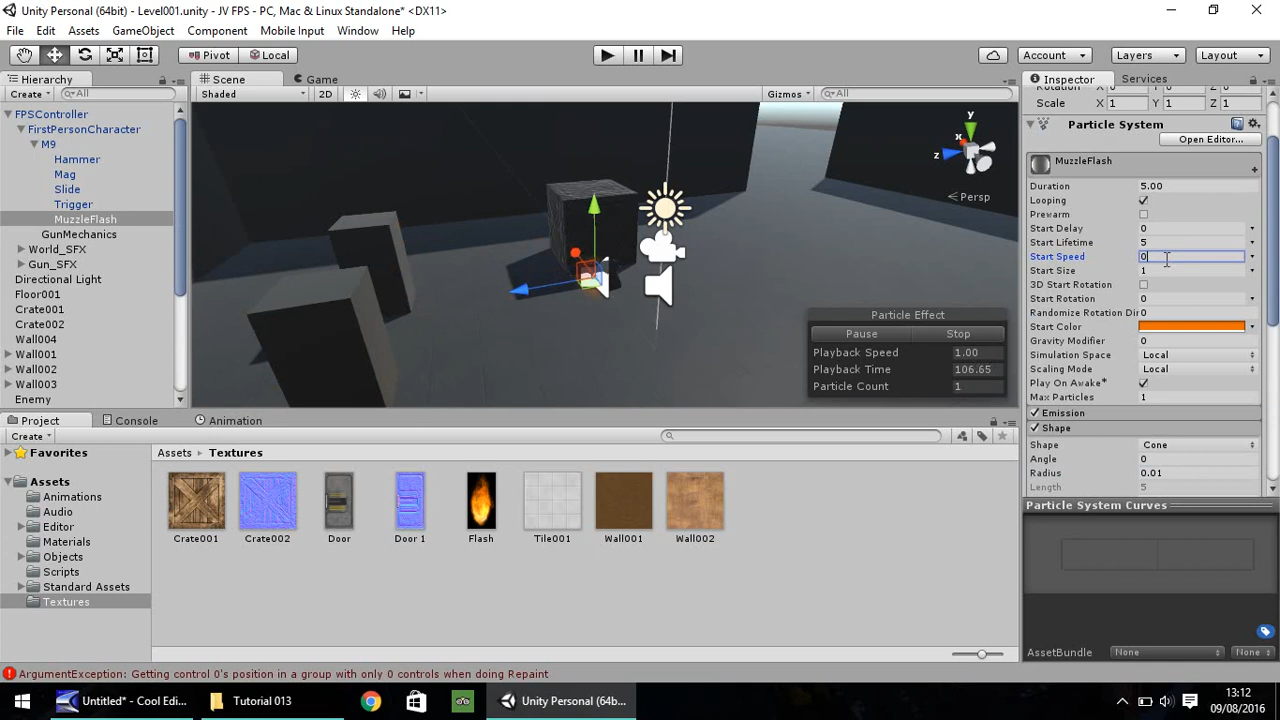 Unity Personal (64bit) - Level001.unity - JV FPS - PC, Mac & Linux Standalone* <DX11>
File Edit Assets GameObject Component Mobile Input Window Help
Pivot Local Account Layers Layout
Hierarchy
Create All
FPSController
FirstPersonCharacter
M9
Hammer
Mag
Slide
Trigger
MuzzleFlash
GunMechanics
World_SFX
Gun_SFX
Directional Light
Floor001
Crate001
Crate002
Wall004
Wall001
Wall002
Wall003
Enemy
Scene Game
Shaded 2D Gizmos All
y
x
z
Persp
Particle Effect
Pause Stop
Playback Speed 1.00
Playback Time 106.65
Particle Count 1
Inspector Services
Rotation X 0 Y 0 Z 0
Scale X 1 Y 1 Z 1
Particle System
Open Editor...
MuzzleFlash
Duration 5.00
Looping
Prewarm
Start Delay 0
Start Lifetime 5
Start Speed 0
Start Size 1
3D Start Rotation
Start Rotation 0
Randomize Rotation Dir 0
Start Color
Gravity Modifier 0
Simulation Space Local
Scaling Mode Local
Play On Awake*
Max Particles 1
Emission
Shape
Shape Cone
Angle 0
Radius 0.01
Length 5
Particle System Curves
AssetBundle None None
Project Console Animation
Create
Favorites
Assets
Animations
Audio
Editor
Materials
Objects
Scripts
Standard Assets
Textures
Assets Textures
Crate001 Crate002 Door Door 1 Flash Tile001 Wall001 Wall002
ArgumentException: Getting control 0's position in a group with only 0 controls when doing Repaint
Untitled* - Cool Edi... Tutorial 013 Unity Personal (64b...
13:12
09/08/2016